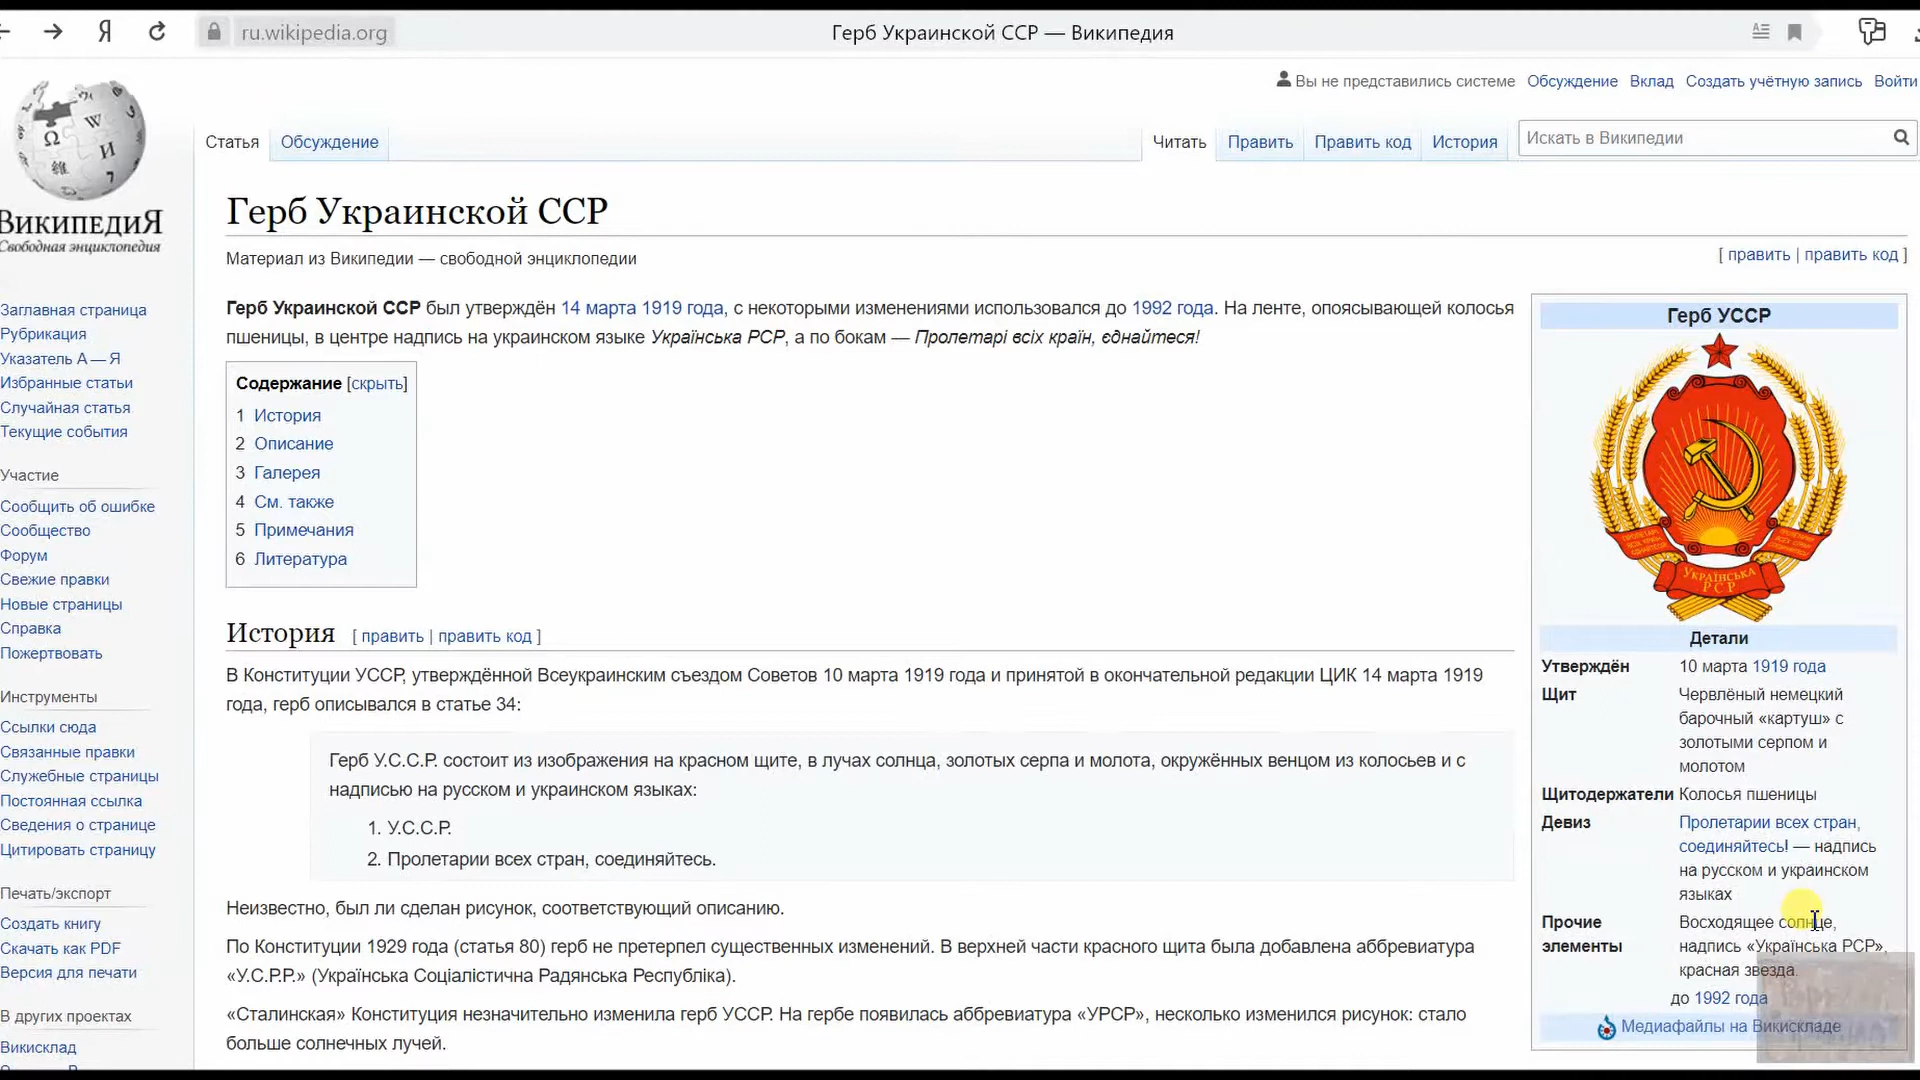 ru.wikipedia.org
Герб Украинской ССР — Википедия
Вы не представились системе Обсуждение Вклад Создать учётную запись Войти
Статья Обсуждение Читать Править Править код История Искать в Википедии
ВикипедиЯ
Свободная энциклопедия
Заглавная страница
Рубрикация
Указатель А — Я
Избранные статьи
Случайная статья
Текущие события
Участие
Сообщить об ошибке
Сообщество
Форум
Свежие правки
Новые страницы
Справка
Пожертвовать
Инструменты
Ссылки сюда
Связанные правки
Служебные страницы
Постоянная ссылка
Сведения о странице
Цитировать страницу
Печать/экспорт
Создать книгу
Скачать как PDF
Версия для печати
В других проектах
Викисклад
Герб Украинской ССР
Материал из Википедии — свободной энциклопедии
[ править | править код ]
Герб Украинской ССР был утверждён 14 марта 1919 года, с некоторыми изменениями использовался до 1992 года. На ленте, опоясывающей колосья
пшеницы, в центре надпись на украинском языке Українська РСР, а по бокам — Пролетарі всіх країн, єднайтеся!
Содержание [скрыть]
1 История
2 Описание
3 Галерея
4 См. также
5 Примечания
6 Литература
История [ править | править код ]
В Конституции УССР, утверждённой Всеукраинским съездом Советов 10 марта 1919 года и принятой в окончательной редакции ЦИК 14 марта 1919
года, герб описывался в статье 34:
Герб У.С.С.Р. состоит из изображения на красном щите, в лучах солнца, золотых серпа и молота, окружённых венцом из колосьев и с
надписью на русском и украинском языках:
1. У.С.С.Р.
2. Пролетарии всех стран, соединяйтесь.
Неизвестно, был ли сделан рисунок, соответствующий описанию.
По Конституции 1929 года (статья 80) герб не претерпел существенных изменений. В верхней части красного щита была добавлена аббревиатура
«У.С.Р.Р.» (Українська Соціалістична Радянська Республіка).
«Сталинская» Конституция незначительно изменила герб УССР. На гербе появилась аббревиатура «УРСР», несколько изменился рисунок: стало
больше солнечных лучей.
Герб УССР
УКРАЇНСЬКА
РСР
Детали
Утверждён 10 марта 1919 года
Щит Червлёный немецкий
барочный «картуш» с
золотыми серпом и
молотом
Щитодержатели Колосья пшеницы
Девиз Пролетарии всех стран,
соединяйтесь! — надпись
на русском и украинском
языках
Прочие Восходящее солнце,
элементы надпись «Українська РСР»,
красная звезда.
до 1992 года
Медиафайлы на Викискладе